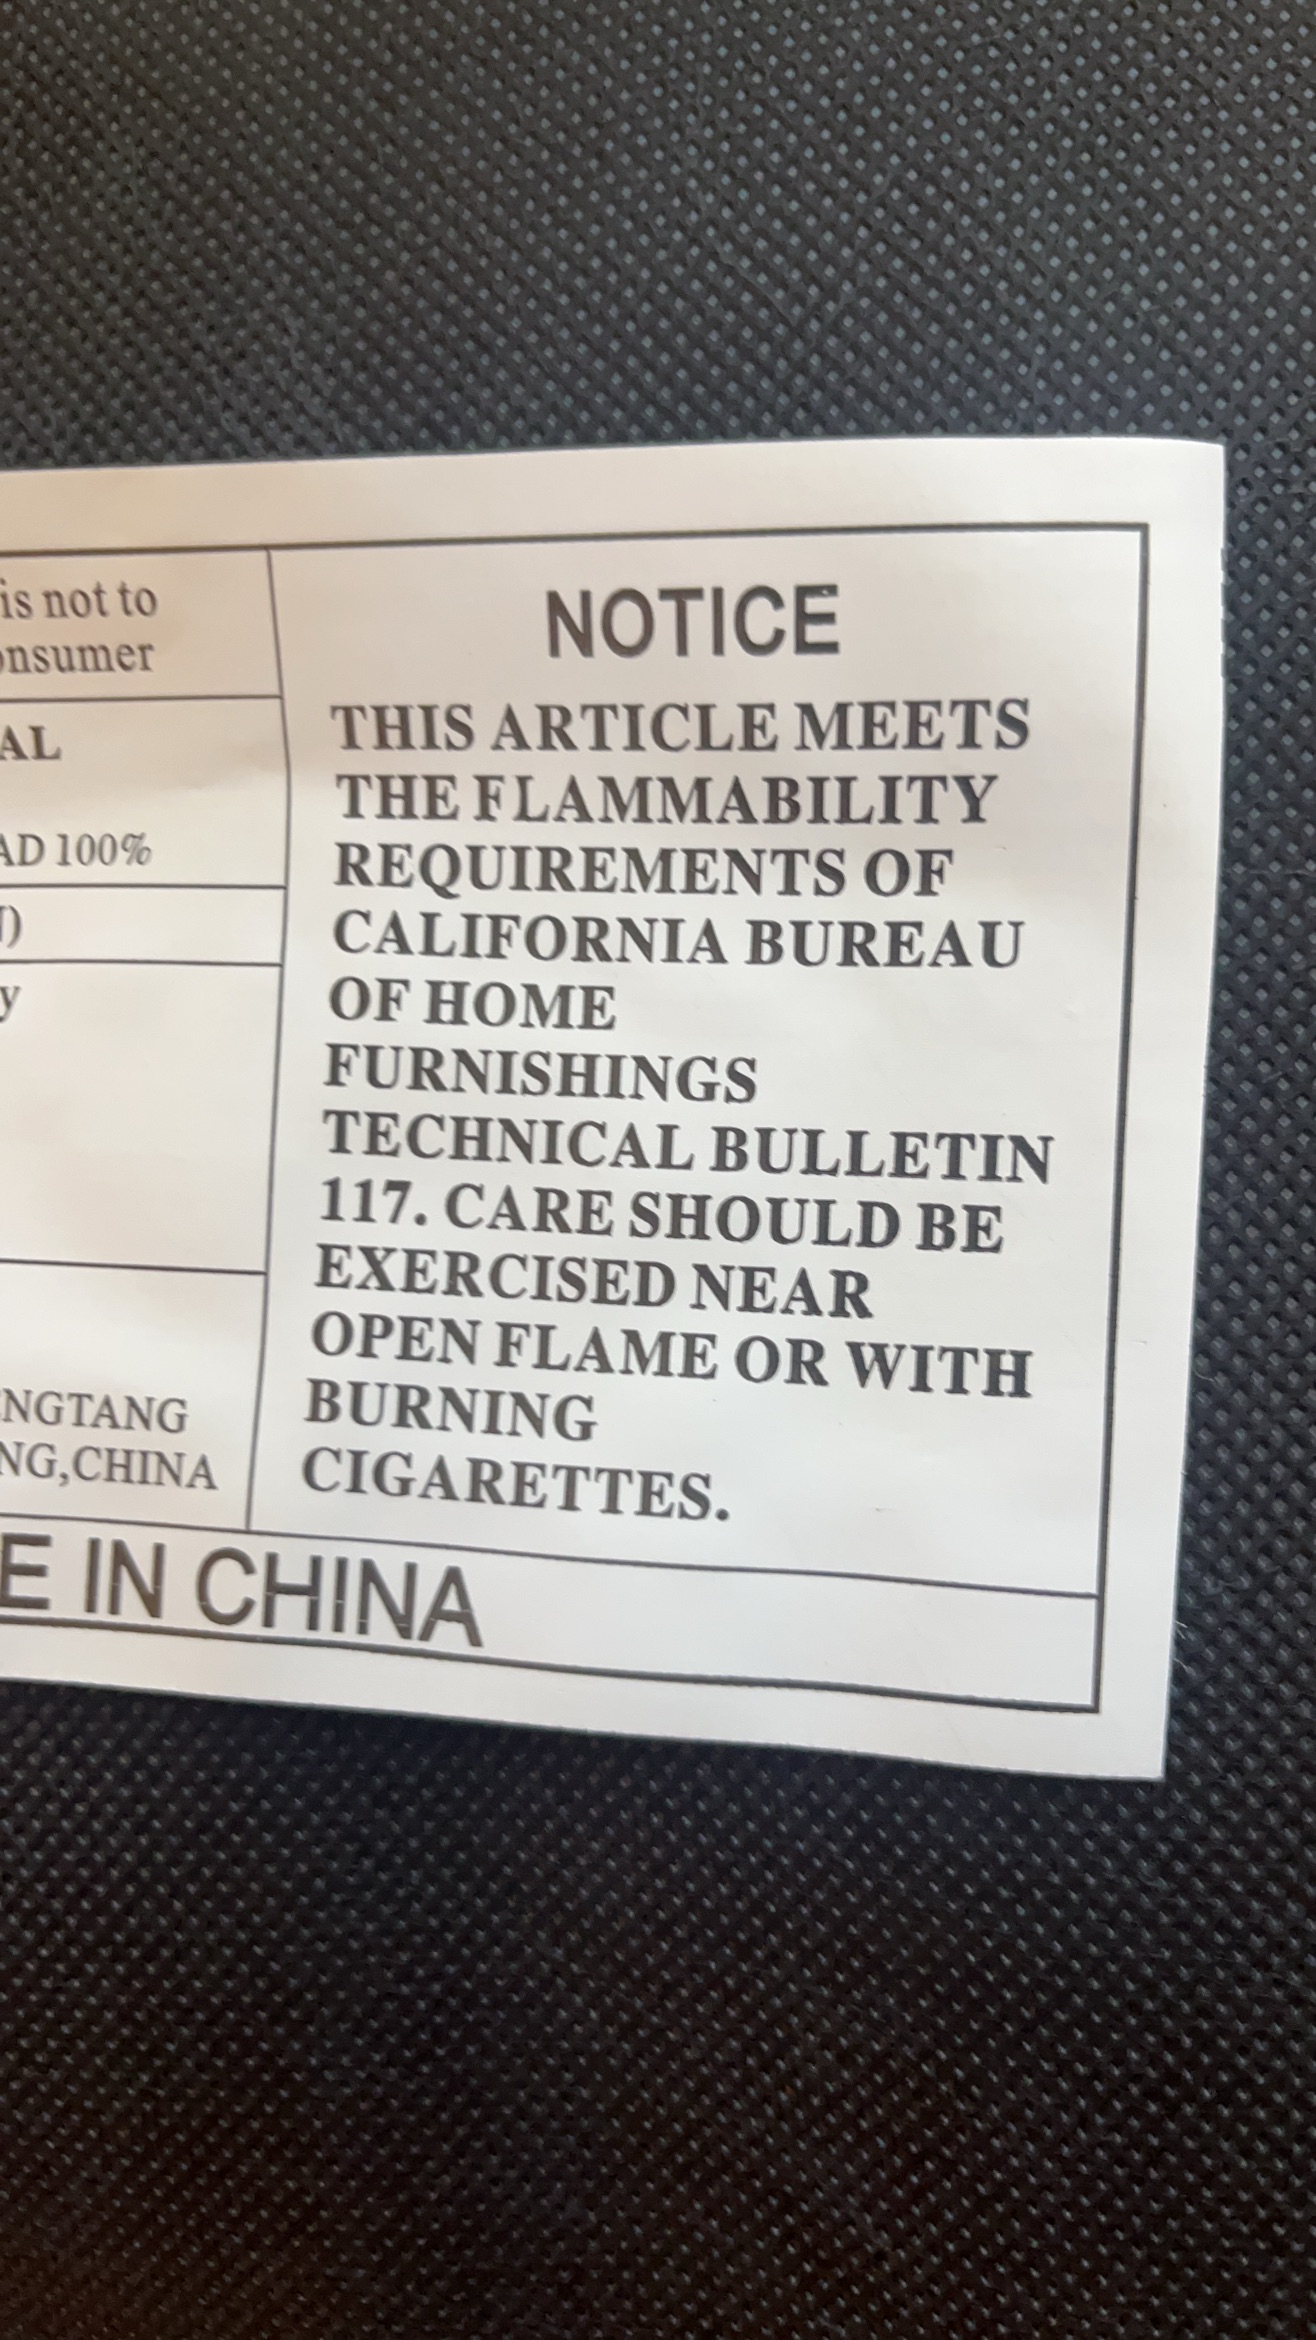 is not to
AL
AD 100%
y
NGTANG
NG,CHINA
NOTICE
THIS ARTICLE MEETS
THE FLAMMABILITY
REQUIREMENTS OF
CALIFORNIA BUREAU
OF HOME
FURNISHINGS
TECHNICAL BULLETIN
117. CARE SHOULD BE
EXERCISED NEAR
OPEN FLAME OR WITH
BURNING
CIGARETTES.
E IN CHINA